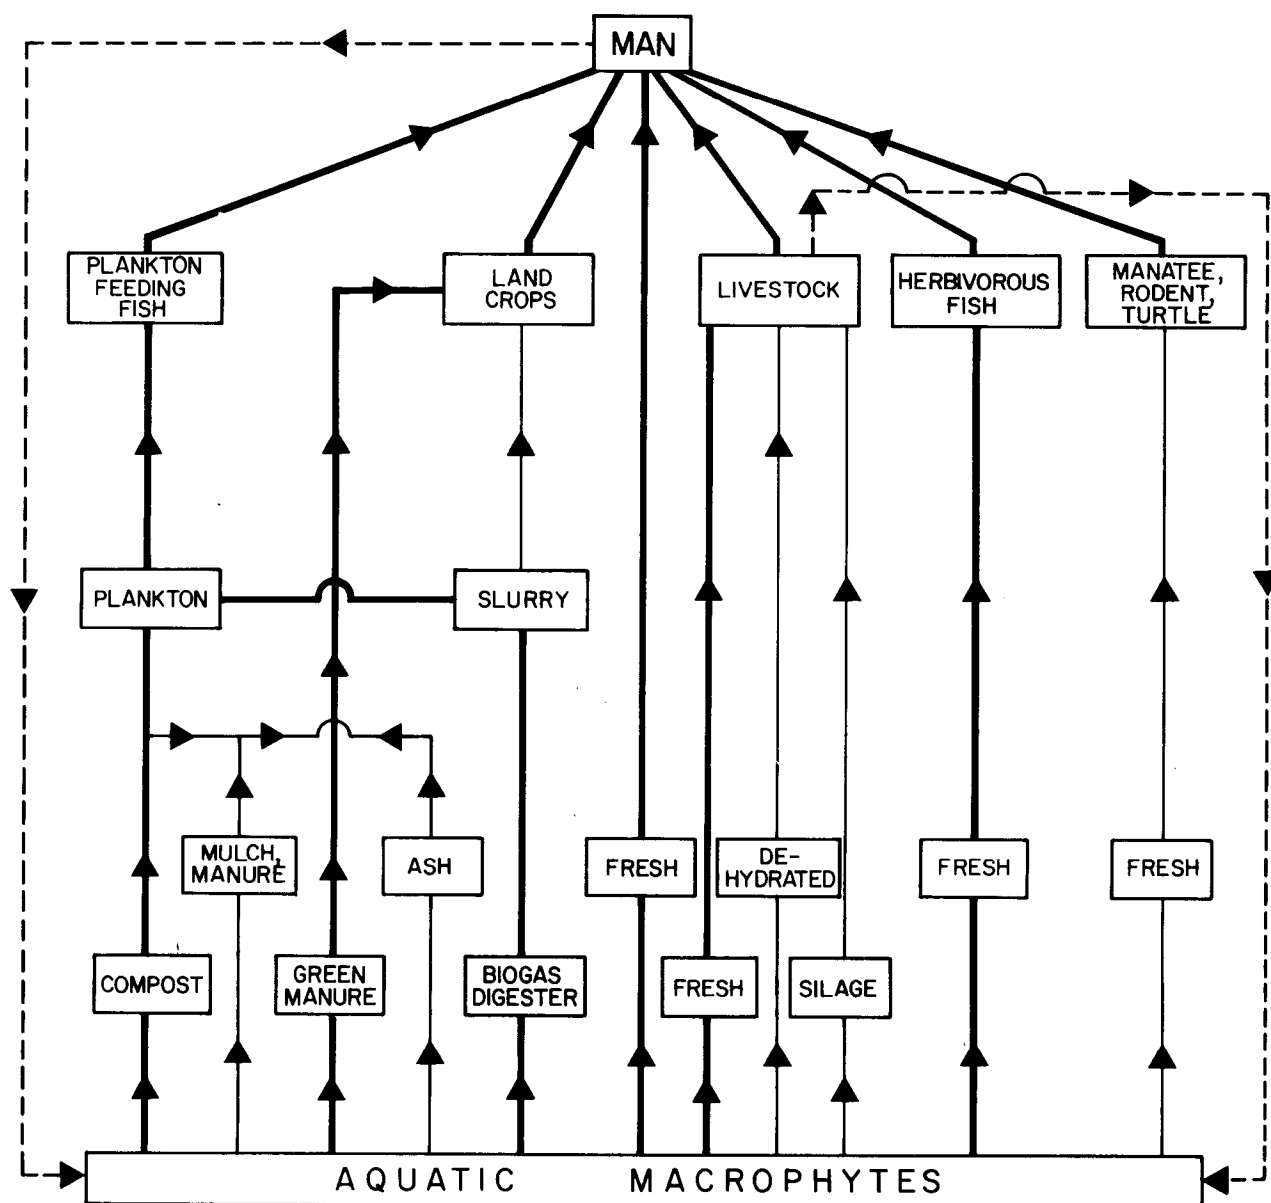 MAN
PLANKTON
FEEDING
FISH
LAND
CROPS
LIVESTOCK
HERBIVOROUS
FISH
MANATEE,
RODENT,
TURTLE
PLANKTON
SLURRY
MULCH,
MANURE
ASH
FRESH
DE-
HYDRATED
FRESH
FRESH
COMPOST
GREEN
MANURE
BIOGAS
DIGESTER
FRESH
SILAGE
AQUATIC MACROPHYTES